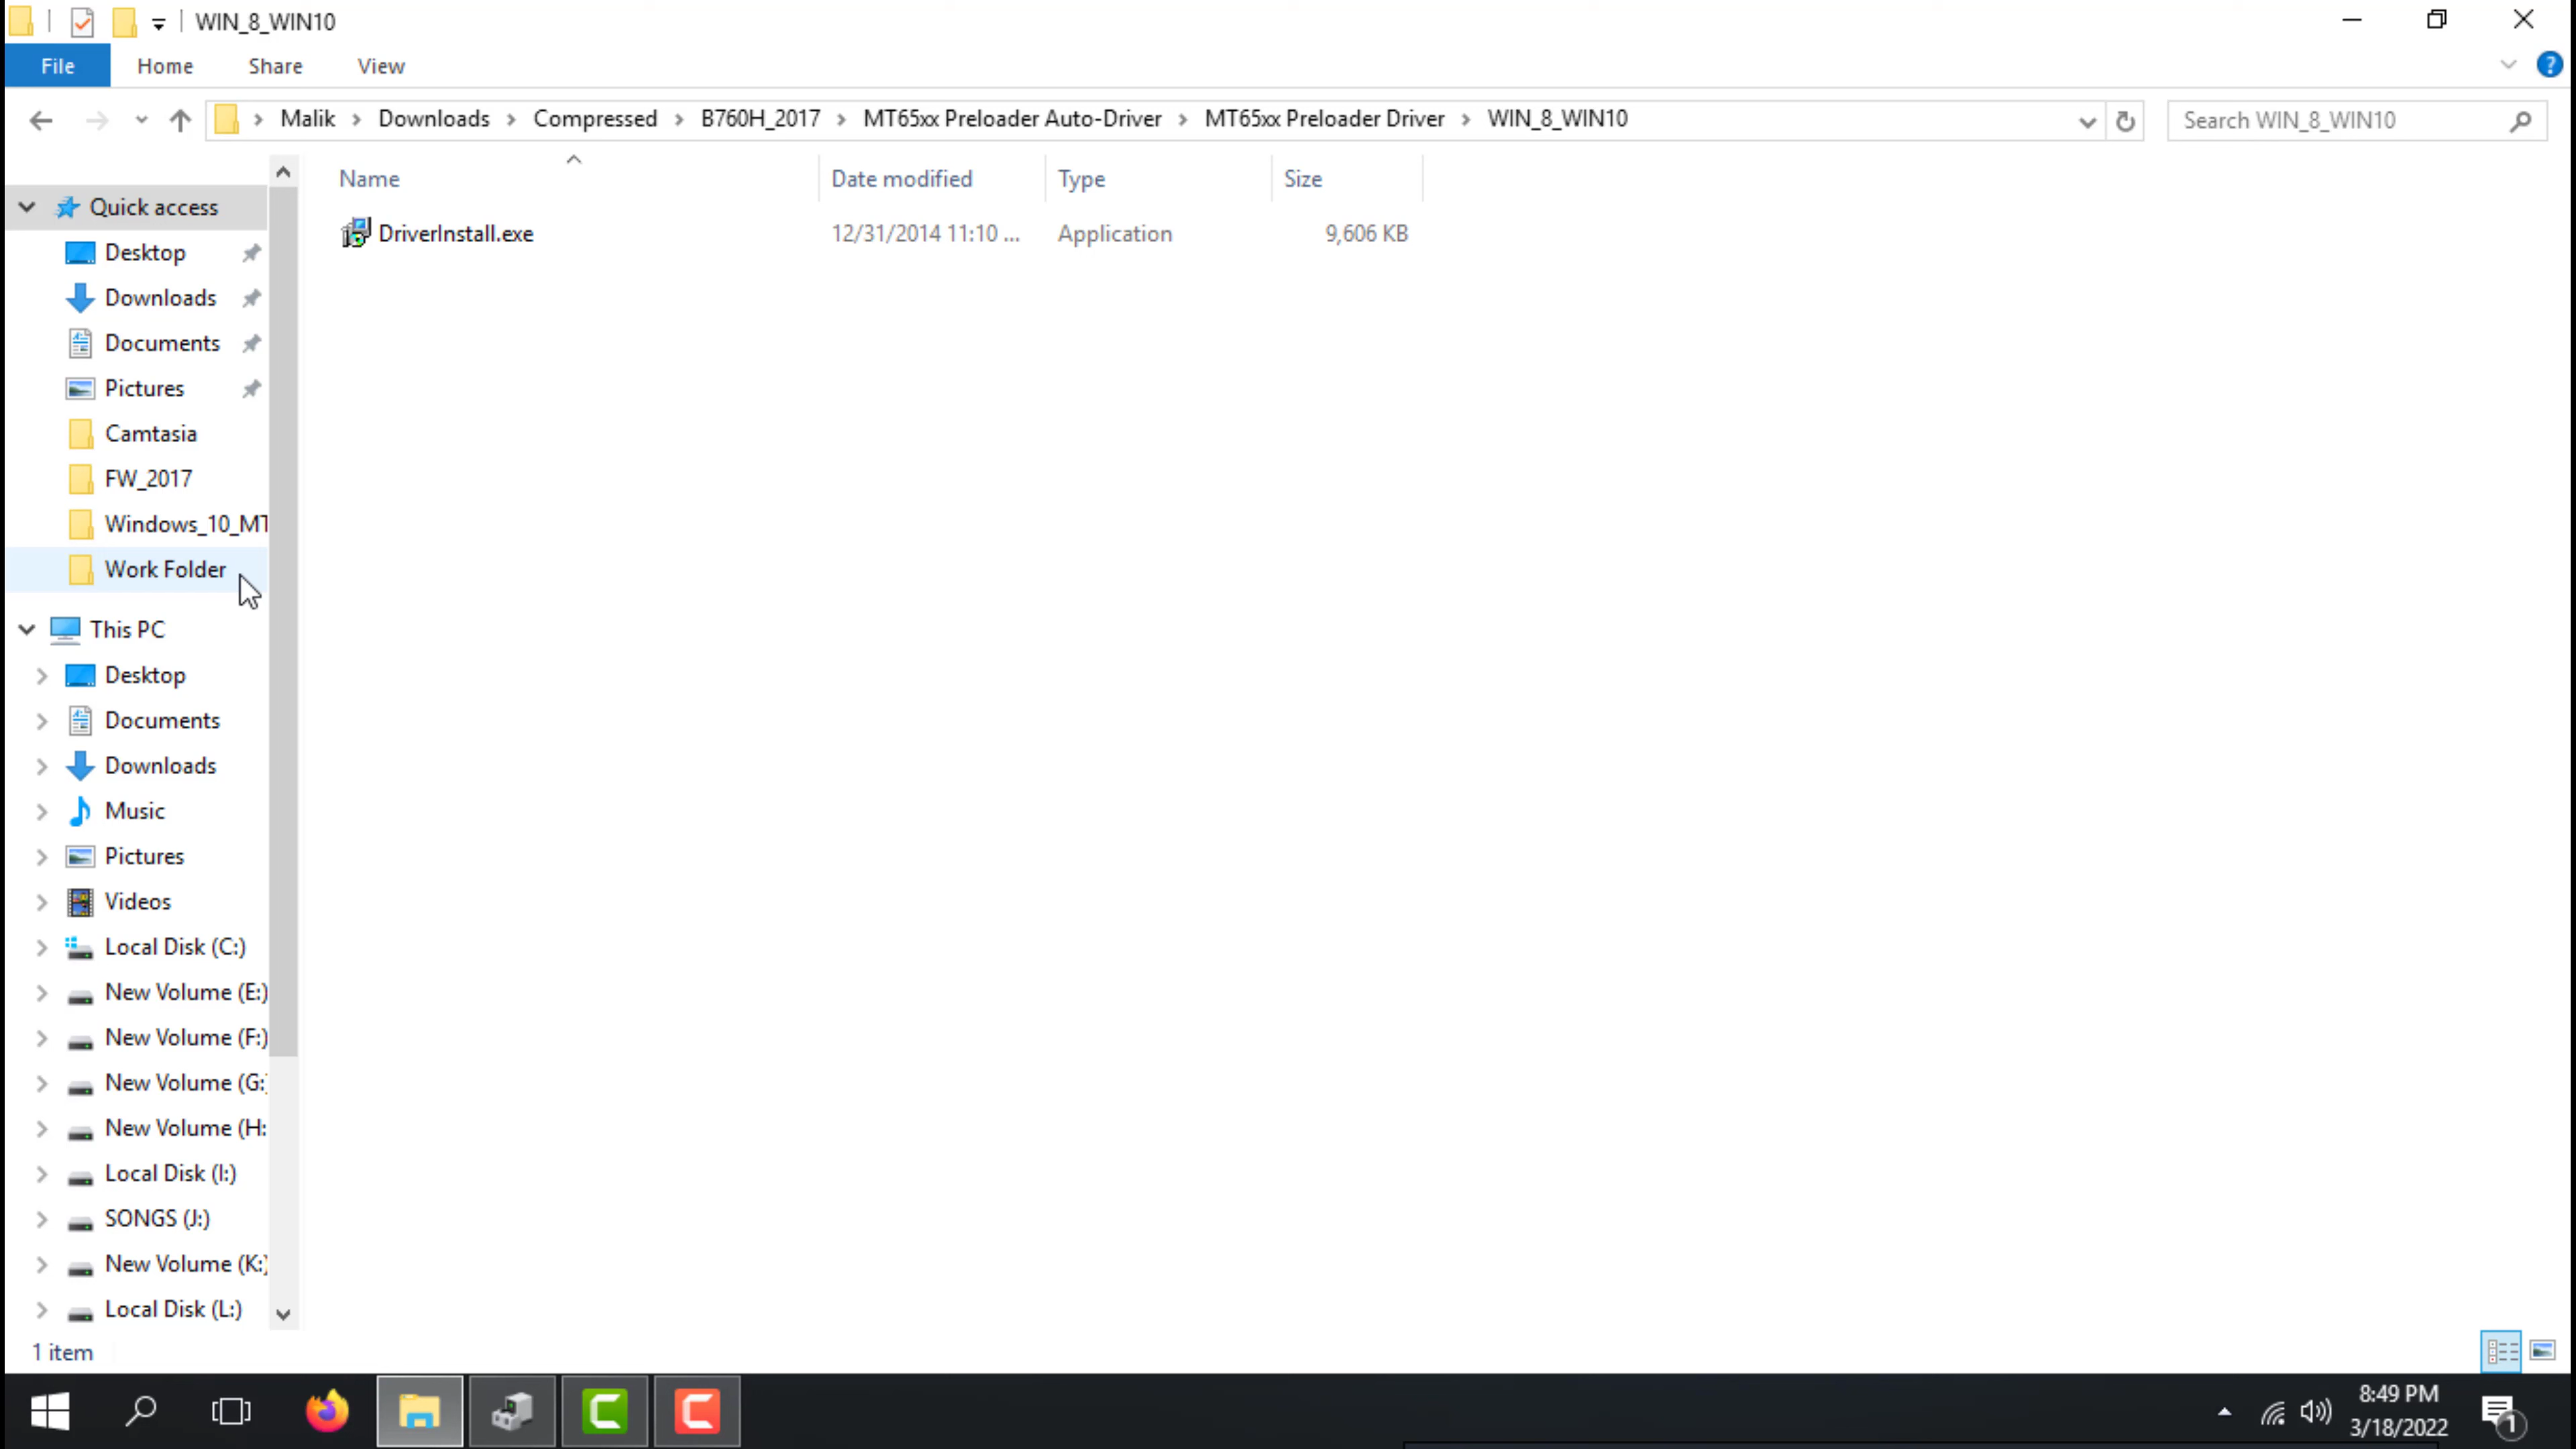 WIN_8_WIN10
File Home Share View
Malik Downloads Compressed B760H_2017 MT65xx Preloader Auto-Driver MT65xx Preloader Driver WIN_8_WIN10
Search WIN_8_WIN10
Name Date modified Type Size
DriverInstall.exe 12/31/2014 11:10 ... Application 9,606 KB
Quick access
Desktop
Downloads
Documents
Pictures
Camtasia
FW_2017
Windows_10_MT
Work Folder
This PC
Desktop
Documents
Downloads
Music
Pictures
Videos
Local Disk (C:)
New Volume (E:)
New Volume (F:)
New Volume (G:
New Volume (H:
Local Disk (I:)
SONGS (J:)
New Volume (K:)
Local Disk (L:)
1 item
8:49 PM
3/18/2022
1